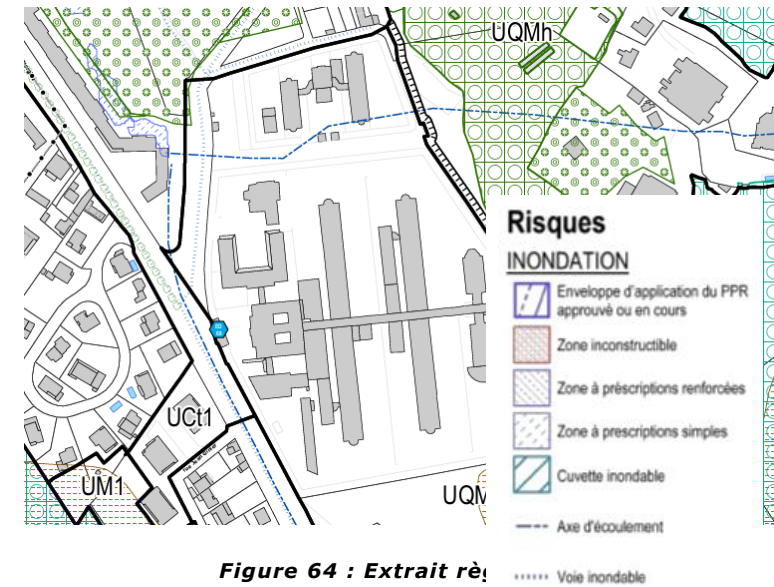 UQMh
Risques
INONDATION
Enveloppe d'application du PPR
approuvé ou en cours
Zone inconstructible
Zone à préscriptions renforcées
Zone à prescriptions simples
UCt1
Cuvette inondable
UM1
UQM
Axe d'écoulement
Figure 64 : Extrait règ
Voie inondable